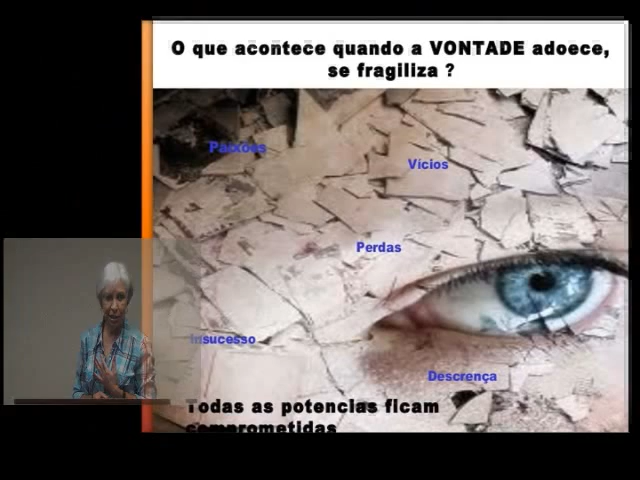 O que acontece quando a VONTADE adoece,
se fragiliza ?
Paixões
Vícios
Perdas
Insucesso
Descrença
Todas as potencias ficam
comprometidas